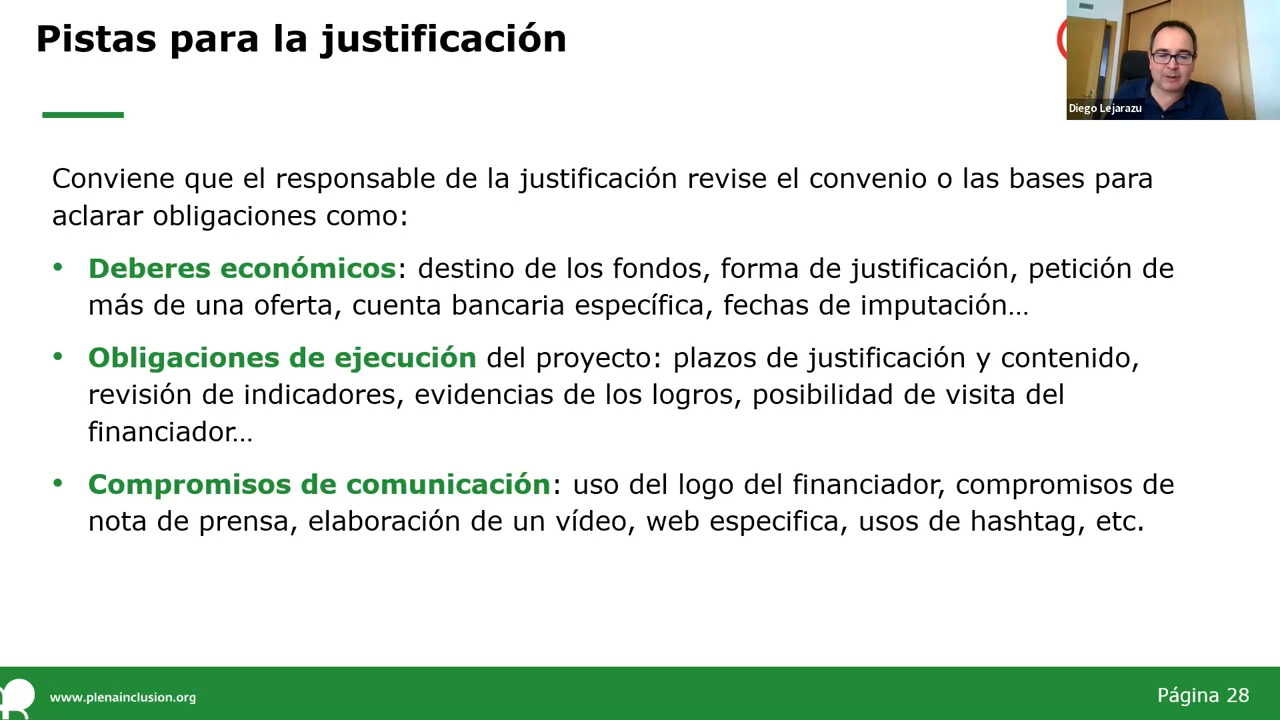 Pistas para la justificación
Diego Lejarazu
Conviene que el responsable de la justificación revise el convenio o las bases para
aclarar obligaciones como:
• Deberes económicos: destino de los fondos, forma de justificación, petición de
más de una oferta, cuenta bancaria específica, fechas de imputación…
• Obligaciones de ejecución del proyecto: plazos de justificación y contenido,
revisión de indicadores, evidencias de los logros, posibilidad de visita del
financiador…
• Compromisos de comunicación: uso del logo del financiador, compromisos de
nota de prensa, elaboración de un vídeo, web especifica, usos de hashtag, etc.
www.plenainclusion.org
Página 28